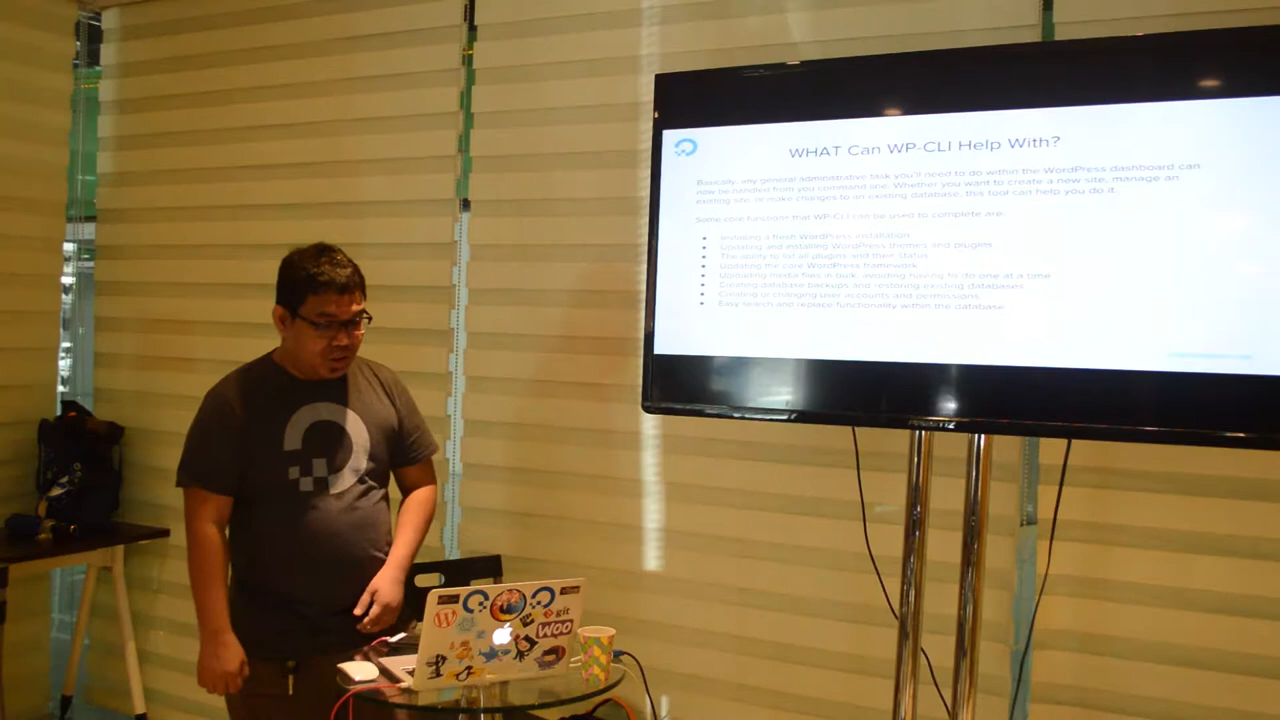 WHAT Can WP-CLI Help With?
Basically, any general administrative task you'll need to do within the WordPress dashboard can
now be handled from you command line. Whether you want to create a new site, manage an
existing site, or make changes to an existing database, this tool can help you do it.
Some core functions that WP-CLI can be used to complete are:
Installing a fresh WordPress installation
Updating and installing WordPress themes and plugins
The ability to list all plugins and their status
Updating the core WordPress framework
Uploading media files in bulk, avoiding having to do one at a time
Creating database backups and restoring existing databases
Creating or changing user accounts and permissions
Easy search and replace functionality within the database
git
WOO